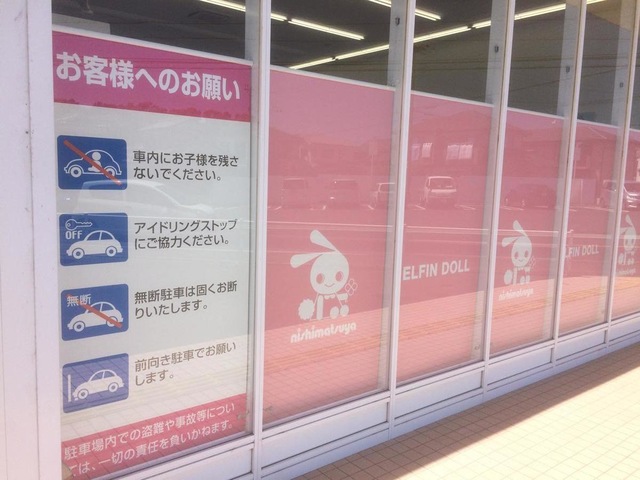 お客様へのお願い
車内にお子様を残さ
ないでください。
OFF
アイドリングストップ
にご協力ください。
無断
無断駐車は固くお断
りいたします。
前向き駐車でお願い
します。
駐車場内での盗難や事故等につい
ては、一切の責任を負いかねます。
nishimatsuya
ELFIN DOLL
nishimatsuya
ELFIN DOLL